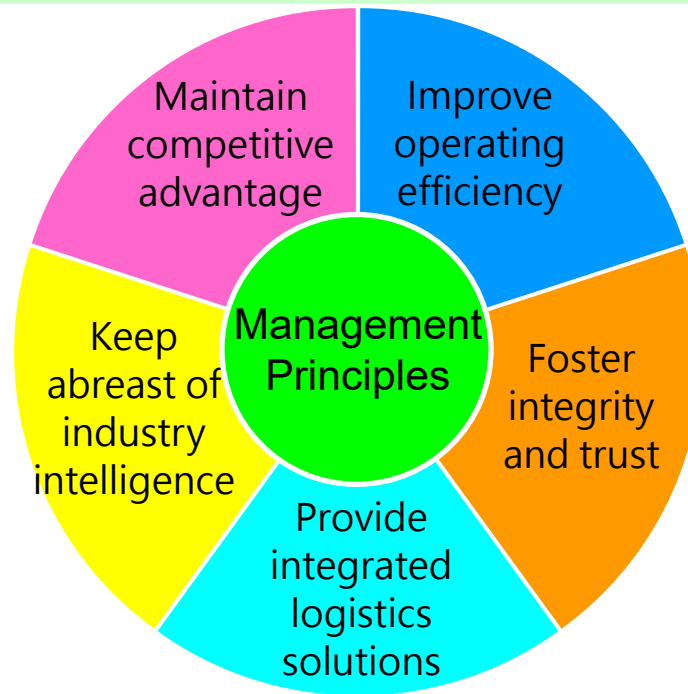 Maintain
competitive
advantage
Improve
operating
efficiency
Management
Principles
Keep
abreast of
industry
intelligence
Foster
integrity
and trust
Provide
integrated
logistics
solutions